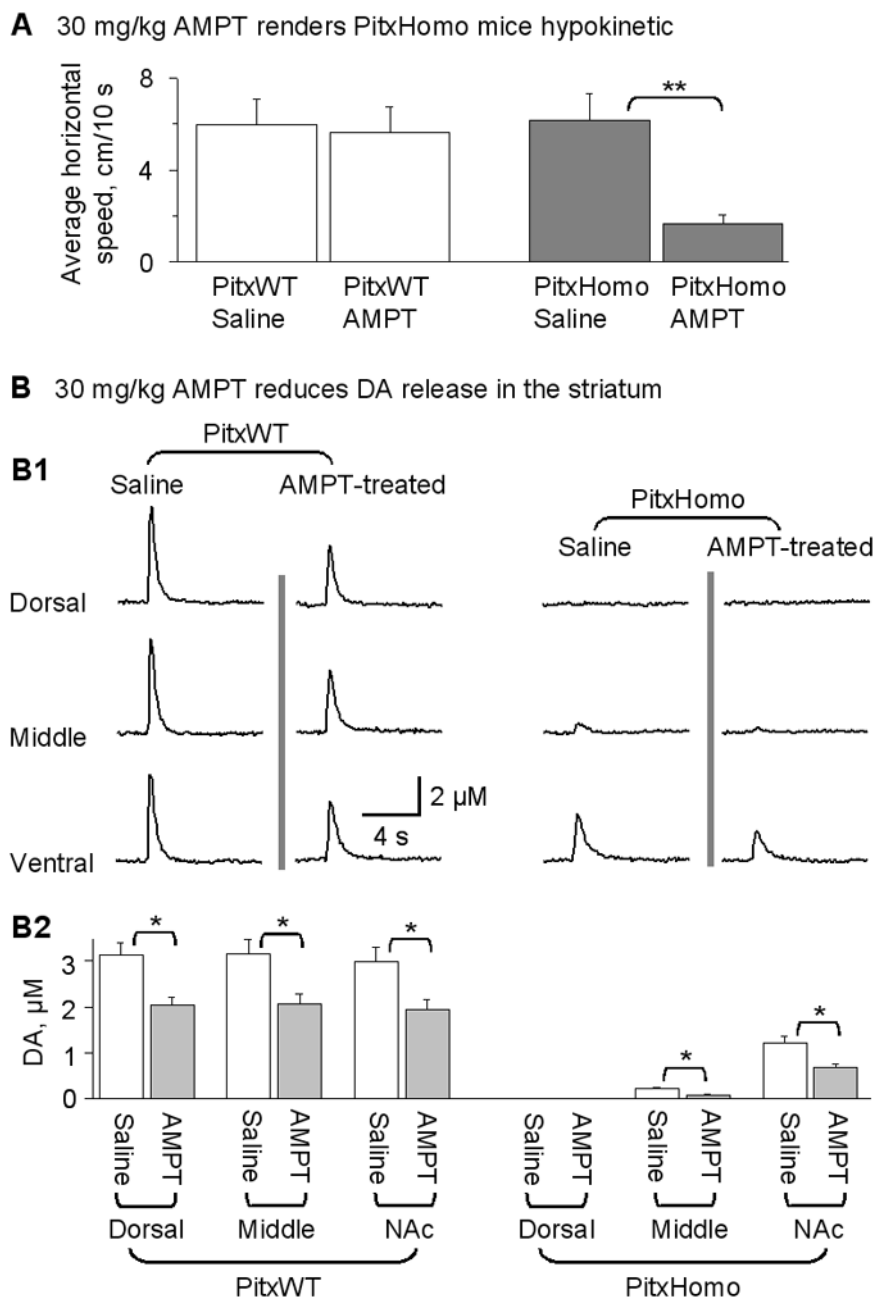 A 30 mg/kg AMPT renders PitxHomo mice hypokinetic
Average horizontal
speed, cm/10 s
8
4
0
**
PitxWT
Saline
PitxWT
AMPT
PitxHomo
Saline
PitxHomo
AMPT
B 30 mg/kg AMPT reduces DA release in the striatum
B1
PitxWT
Saline
AMPT-treated
PitxHomo
Saline
AMPT-treated
Dorsal
Middle
Ventral
2 µM
4 s
B2
DA, µM
3
2
1
0
*
*
*
*
*
Saline
AMPT
Saline
AMPT
Saline
AMPT
Saline
AMPT
Saline
AMPT
Saline
AMPT
Dorsal
Middle
NAc
Dorsal
Middle
NAc
PitxWT
PitxHomo